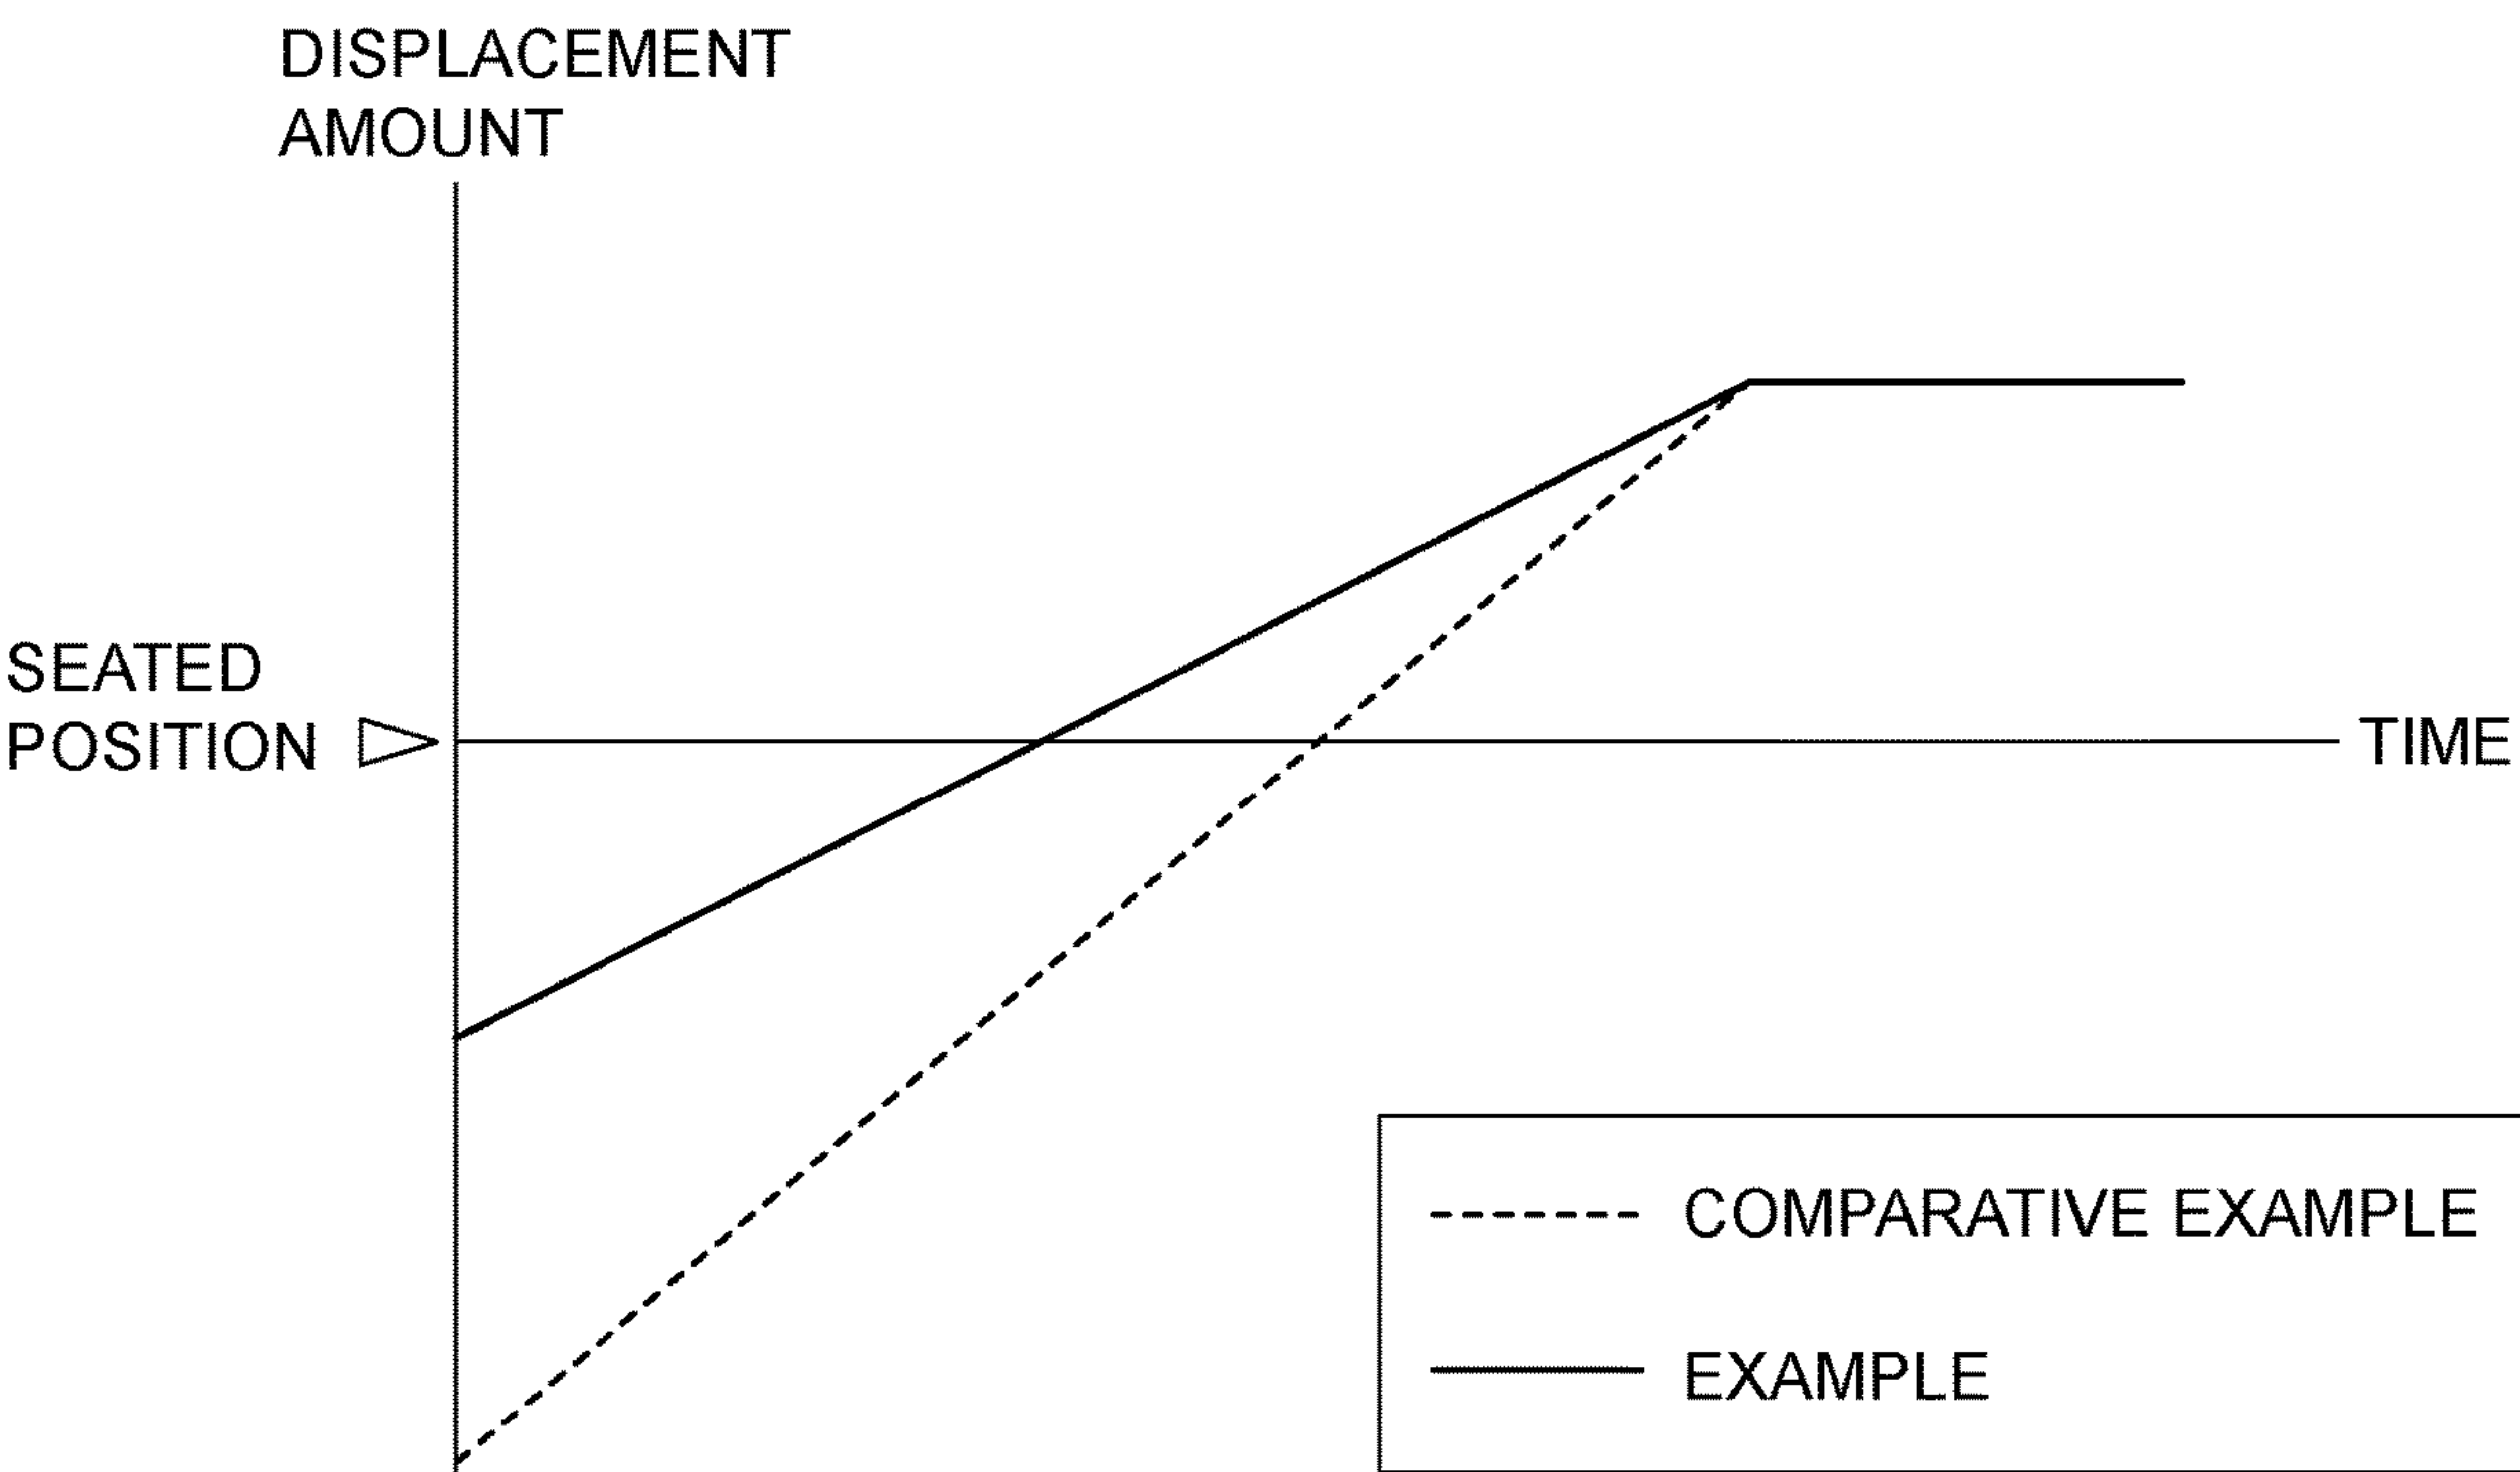 DISPLACEMENT
AMOUNT
SEATED
POSITION
TIME
COMPARATIVE EXAMPLE
EXAMPLE